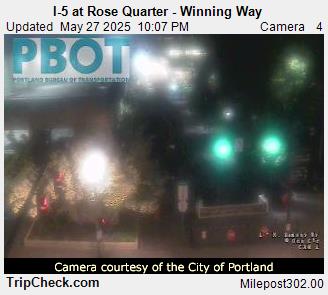 I-5 at Rose Quarter - Winning Way
Updated May 27 2025 10:07 PM Camera 4
PBOT
PORTLAND BUREAU OF TRANSPORTATION
Camera courtesy of the City of Portland
TripCheck.com Milepost302.00